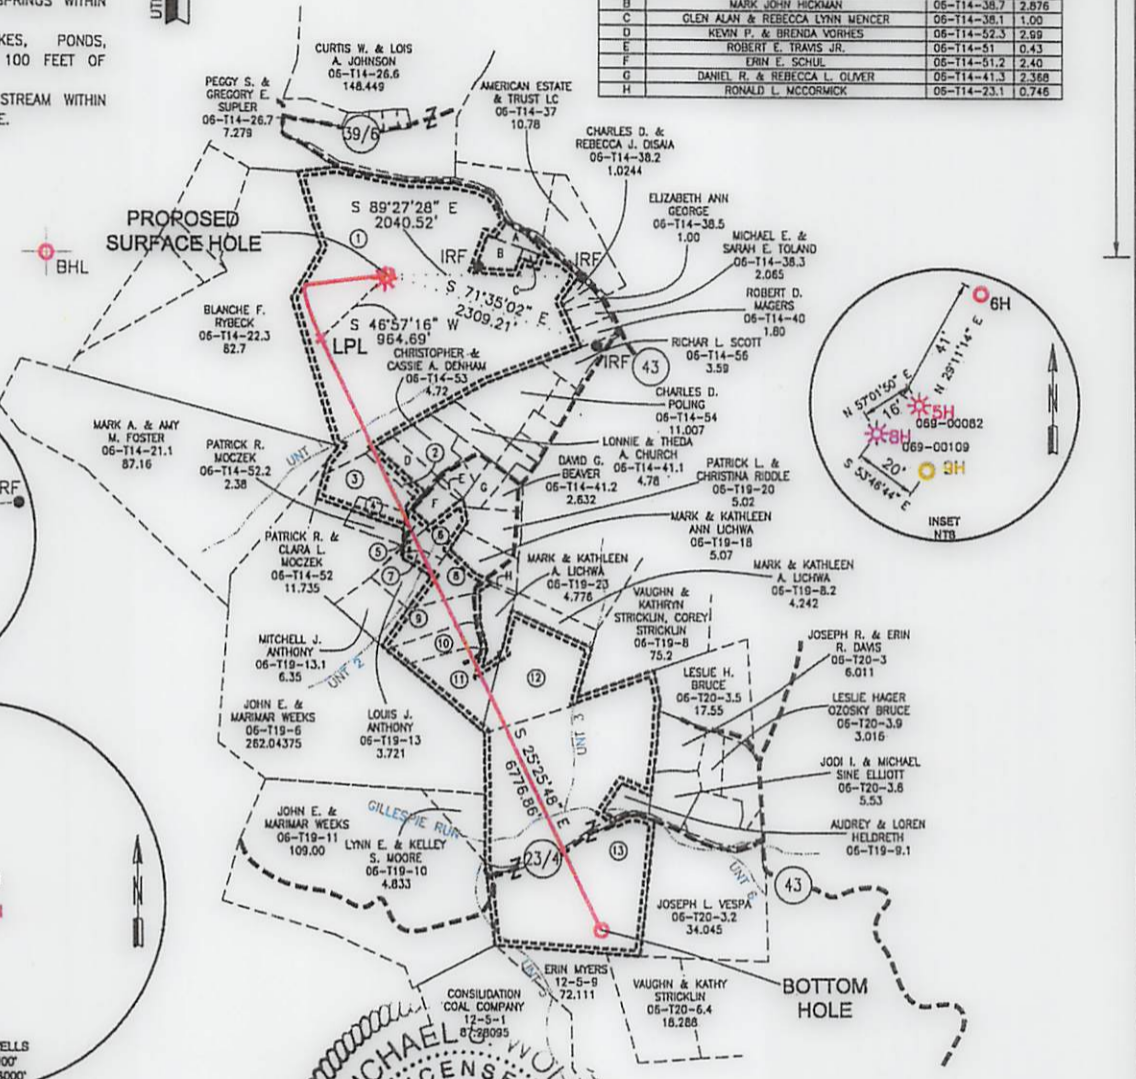 SPRINGS WITHIN
KES, PONDS,
100 FEET OF
STREAM WITHIN
E.
B MARK JOHN HICKMAN 06-T14-38.7 2.876
C GLEN ALAN & REBECCA LYNN MENCER 06-T14-38.1 1.00
D KEVIN P. & BRENDA VORHES 06-T14-52.3 2.99
E ROBERT E. TRAVIS JR. 06-T14-51 0.43
F ERIN E. SCHUL 06-T14-51.2 2.40
G DANIEL R. & REBECCA L. OLIVER 06-T14-41.3 2.368
H RONALD L. MCCORMICK 06-T14-23.1 0.746
CURTIS W. & LOIS
A. JOHNSON
06-T14-26.6
148.449
PEGGY S. &
GREGORY E.
SUPLER
06-T14-26.7
7.279
39/6
Z
AMERICAN ESTATE
& TRUST LC
06-T14-37
10.78
CHARLES D. &
REBECCA J. DISAIA
06-T14-38.2
1.0244
ELIZABETH ANN
GEORGE
06-T14-38.5
1.00
MICHAEL E. &
SARAH E. TOLAND
06-T14-38.3
2.065
ROBERT D.
MAGERS
06-T14-40
1.80
RICHAR L. SCOTT
06-T14-56
3.59
PROPOSED
SURFACE HOLE
BHL
S 89°27'28" E
2040.52'
1
A
B
C
IRF
IRF
IRF
S 71°35'02" E
2309.21'
S 46°57'16" W
964.69'
LPL
43
BLANCHE F.
RYBECK
06-T14-22.3
82.7
CHRISTOPHER &
CASSIE A. DENHAM
06-T14-53
4.72
CHARLES D.
POLING
06-T14-54
11.007
LONNIE & THEDA
A. CHURCH
06-T14-41.1
4.78
DAVID G.
BEAVER
06-T14-41.2
2.632
PATRICK L. &
CHRISTINA RIDDLE
06-T19-20
5.02
MARK & KATHLEEN
ANN LICHWA
06-T19-18
5.07
MARK A. & AMY
M. FOSTER
06-T14-21.1
87.16
PATRICK R.
MOCZEK
06-T14-52.2
2.38
UNT
RF
2
3
4
5
6
7
8
9
10
11
12
13
D
E
F
G
H
PATRICK R. &
CLARA L.
MOCZEK
06-T14-52
11.735
MARK & KATHLEEN
A. LICHWA
06-T19-23
4.776
MARK & KATHLEEN
A. LICHWA
06-T19-8.2
4.242
VAUGHN &
KATHRYN
STRICKLIN, COREY
STRICKLIN
06-T19-8
75.2
MITCHELL J.
ANTHONY
06-T19-13.1
6.35
UNT 2
JOHN E. &
MARIMAR WEEKS
06-T19-6
262.04375
LOUIS J.
ANTHONY
06-T19-13
3.721
JOSEPH R. & ERIN
R. DAVIS
06-T20-3
6.011
LESLIE H.
BRUCE
06-T20-3.5
17.55
LESLIE HAGER
OZOSKY BRUCE
06-T20-3.9
3.016
JODI I. & MICHAEL
SINE ELLIOTT
06-T20-3.8
5.53
AUDREY & LOREN
HELDRETH
06-T19-9.1
UNT 3
S 25°25'48" E
6776.86'
JOHN E. &
MARIMAR WEEKS
06-T19-11
109.00
GILLESPIE RUN
LYNN E. & KELLEY
S. MOORE
06-T19-10
4.833
Z
23/4
Z
UNT 6
43
JOSEPH L. VESPA
06-T20-3.2
34.045
UNT 5
ERIN MYERS
12-5-9
72.111
VAUGHN & KATHY
STRICKLIN
06-T20-6.4
18.288
BOTTOM
HOLE
CONSILIDATION
COAL COMPANY
12-5-1
87.28095
6H
41'
N 29°11'14" E
N 57°01'50" E
16'
5H
069-00082
8H
069-00109
20'
9H
S 53°46'44" E
INSET
NTS
N
N
N
ELLS